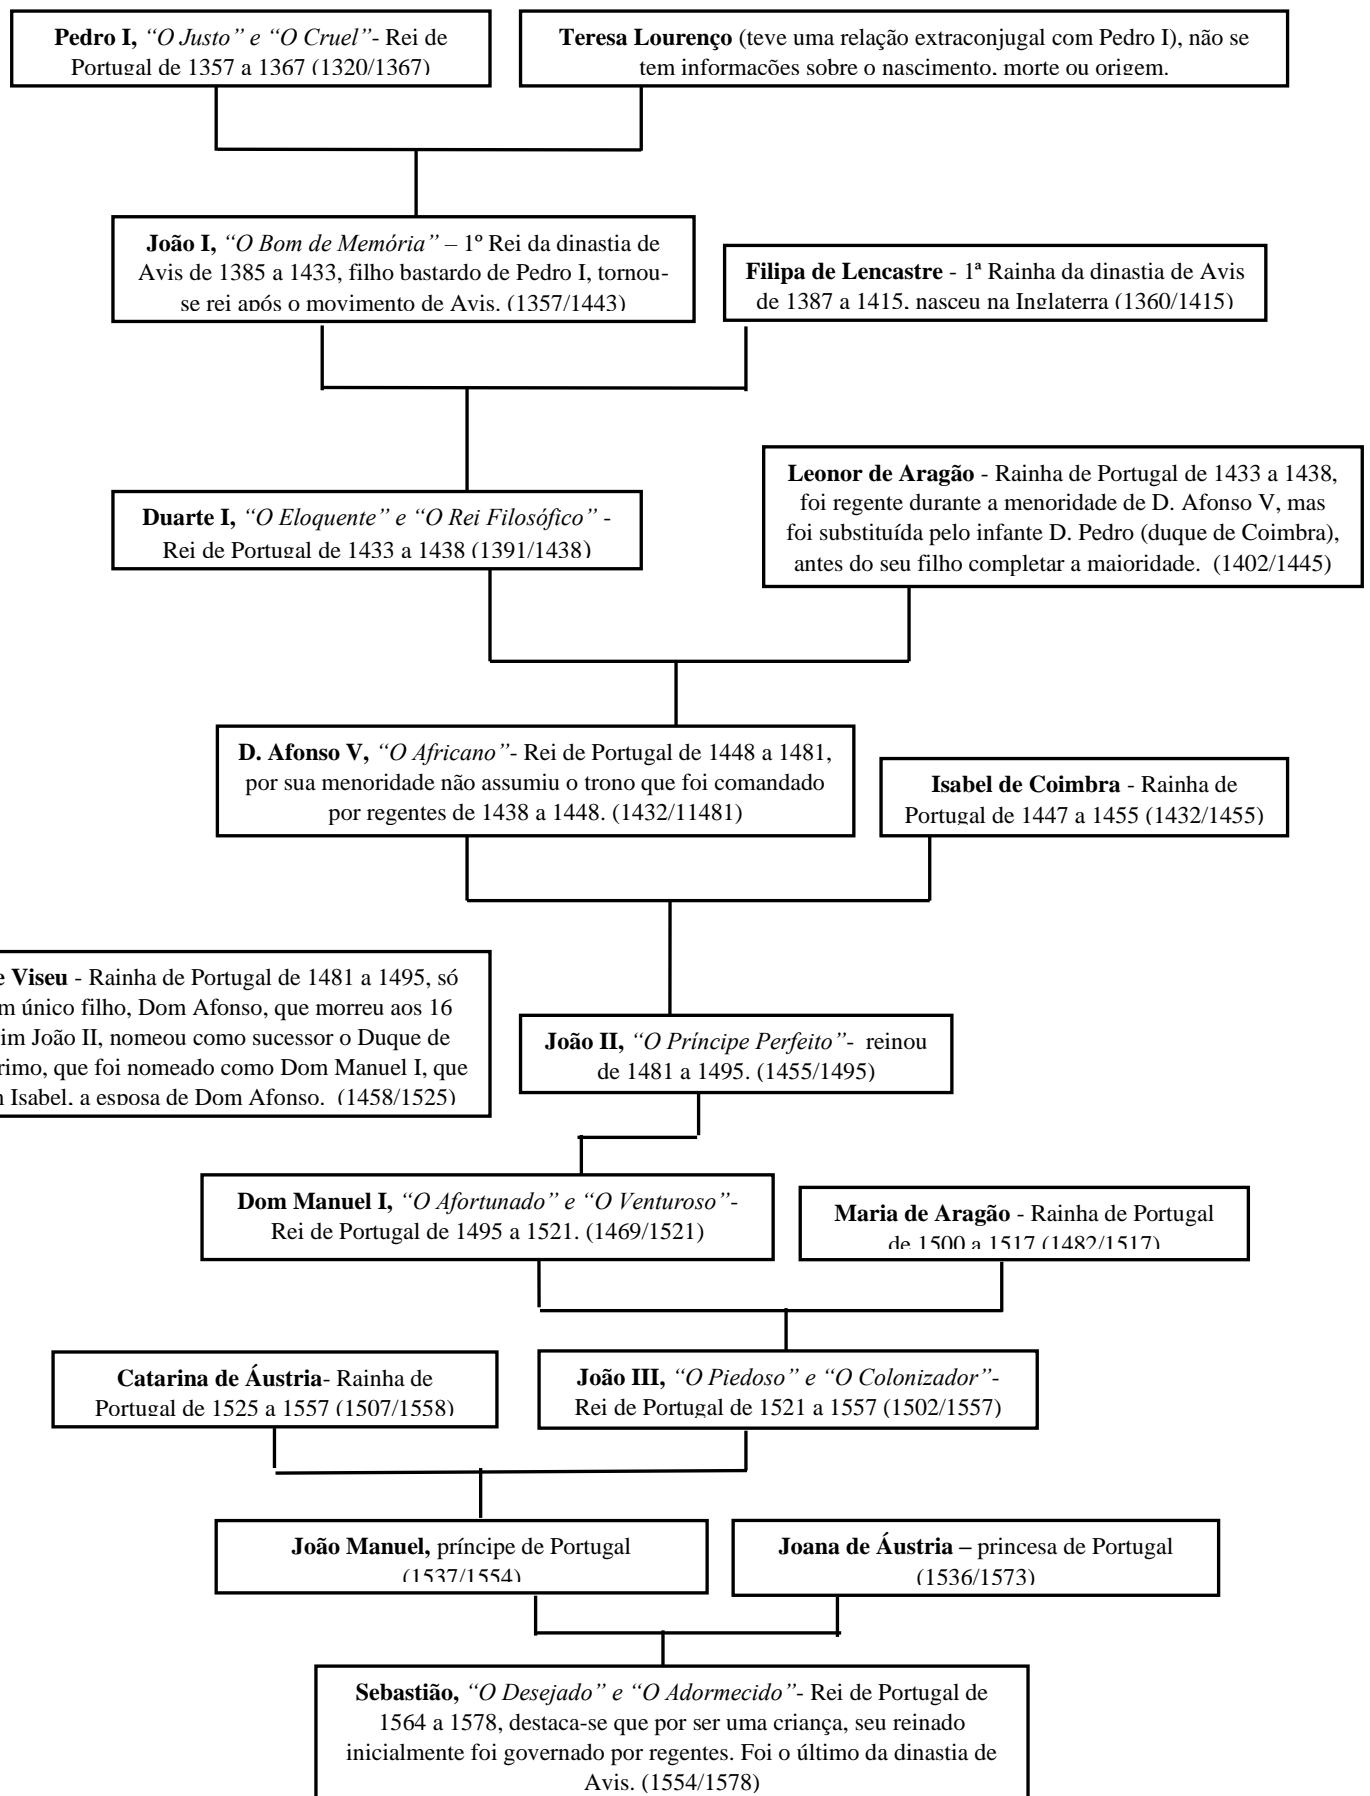 Pedro I, “O Justo” e “O Cruel”- Rei de
Portugal de 1357 a 1367 (1320/1367)
Teresa Lourenço (teve uma relação extraconjugal com Pedro I), não se
tem informações sobre o nascimento, morte ou origem.
João I, “O Bom de Memória” – 1º Rei da dinastia de
Avis de 1385 a 1433, filho bastardo de Pedro I, tornou-
se rei após o movimento de Avis. (1357/1443)
Filipa de Lencastre - 1ª Rainha da dinastia de Avis
de 1387 a 1415, nasceu na Inglaterra (1360/1415)
Leonor de Aragão - Rainha de Portugal de 1433 a 1438,
foi regente durante a menoridade de D. Afonso V, mas
foi substituída pelo infante D. Pedro (duque de Coimbra),
antes do seu filho completar a maioridade. (1402/1445)
Duarte I, “O Eloquente” e “O Rei Filosófico” -
Rei de Portugal de 1433 a 1438 (1391/1438)
D. Afonso V, “O Africano”- Rei de Portugal de 1448 a 1481,
por sua menoridade não assumiu o trono que foi comandado
por regentes de 1438 a 1448. (1432/11481)
Isabel de Coimbra - Rainha de
Portugal de 1447 a 1455 (1432/1455)
e Viseu - Rainha de Portugal de 1481 a 1495, só
m único filho, Dom Afonso, que morreu aos 16
im João II, nomeou como sucessor o Duque de
rimo, que foi nomeado como Dom Manuel I, que
Isabel, a esposa de Dom Afonso. (1458/1525)
João II, “O Príncipe Perfeito”- reinou
de 1481 a 1495. (1455/1495)
Dom Manuel I, “O Afortunado” e “O Venturoso”-
Rei de Portugal de 1495 a 1521. (1469/1521)
Maria de Aragão - Rainha de Portugal
de 1500 a 1517 (1482/1517)
Catarina de Áustria- Rainha de
Portugal de 1525 a 1557 (1507/1558)
João III, “O Piedoso” e “O Colonizador”-
Rei de Portugal de 1521 a 1557 (1502/1557)
João Manuel, príncipe de Portugal
(1537/1554)
Joana de Áustria – princesa de Portugal
(1536/1573)
Sebastião, “O Desejado” e “O Adormecido”- Rei de Portugal de
1564 a 1578, destaca-se que por ser uma criança, seu reinado
inicialmente foi governado por regentes. Foi o último da dinastia de
Avis. (1554/1578)